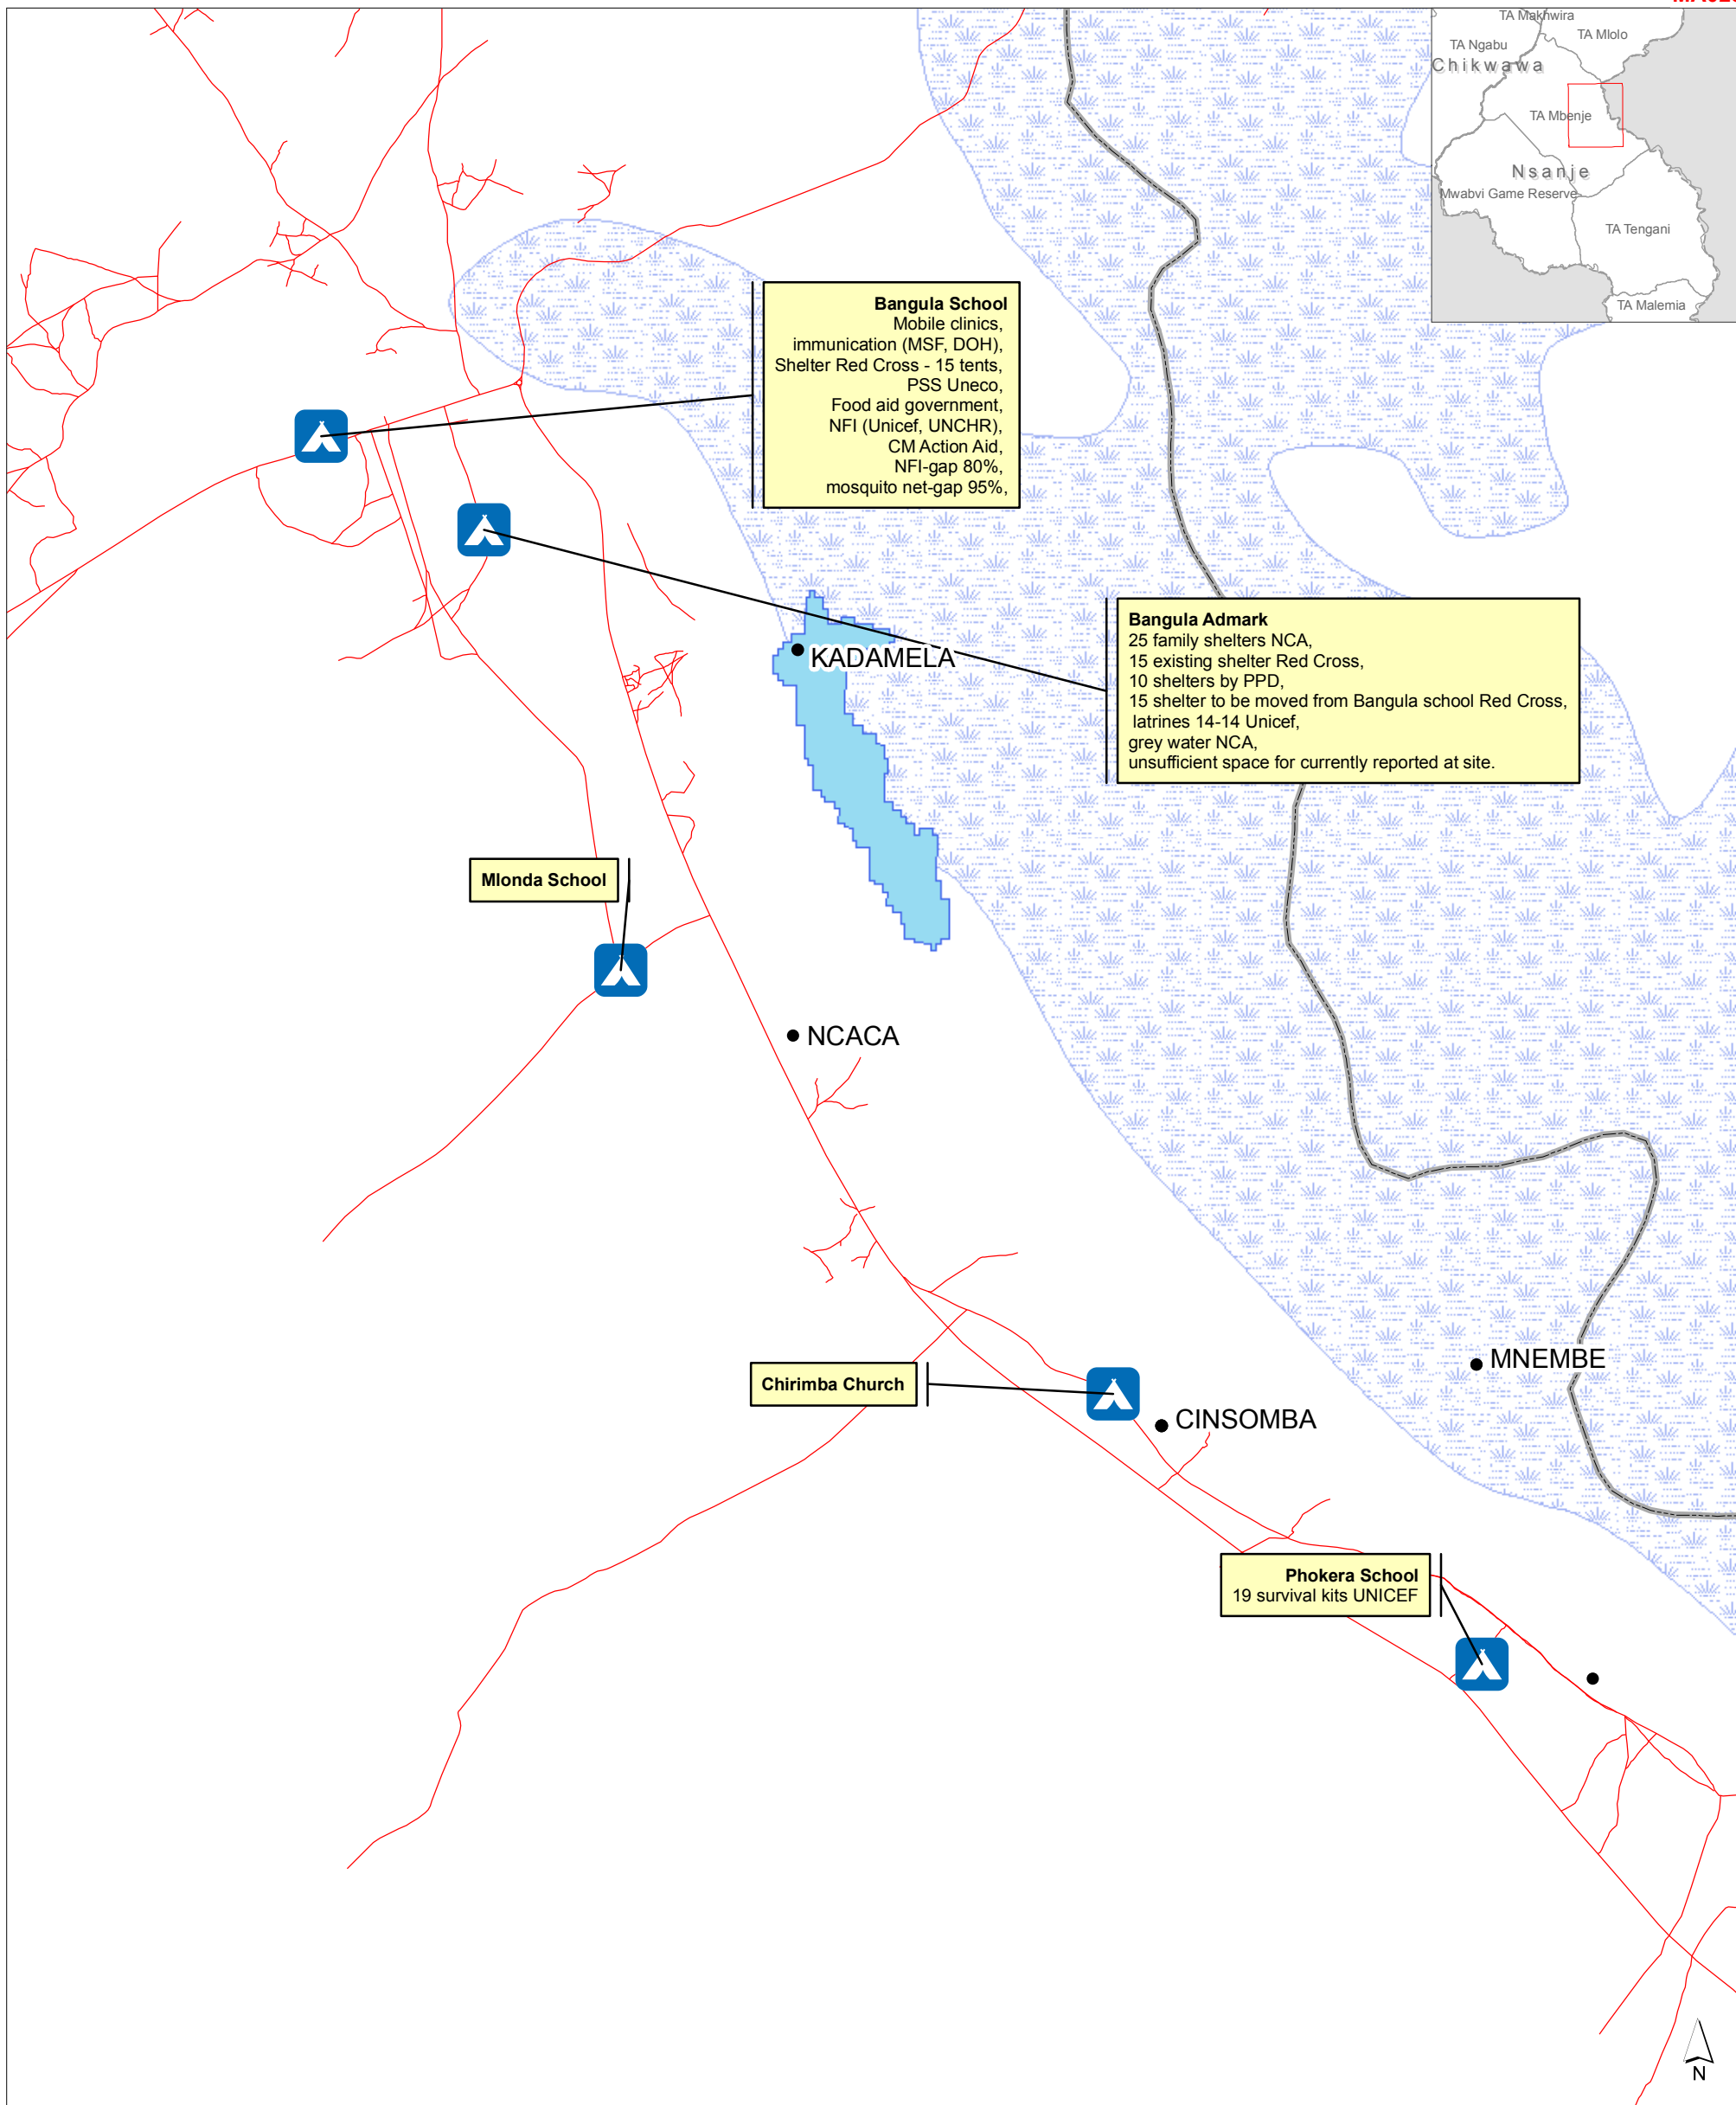 TA Makhwira
TA Mlolo
TA Ngabu
Chikwawa
TA Mbenje
Nsanje
Mwabvi Game Reserve
TA Tengani
TA Malemia
Bangula School
Mobile clinics,
immunication (MSF, DOH),
Shelter Red Cross - 15 tents,
PSS Uneco,
Food aid government,
NFI (Unicef, UNCHR),
CM Action Aid,
NFI-gap 80%,
mosquito net-gap 95%,
Bangula Admark
25 family shelters NCA,
15 existing shelter Red Cross,
10 shelters by PPD,
15 shelter to be moved from Bangula school Red Cross,
latrines 14-14 Unicef,
grey water NCA,
unsufficient space for currently reported at site.
KADAMELA
Mlonda School
NCACA
MNEMBE
Chirimba Church
CINSOMBA
Phokera School
19 survival kits UNICEF
N